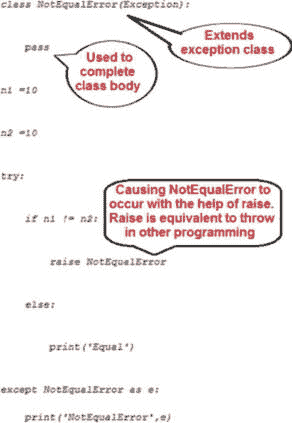 class NotEqualError(Exception):
Extends
exception class
pass
Used to
complete
class body
n1 =10
n2 =10
try:
Causing NotEqualError to
occur with the help of raise.
Raise is equivalent to throw
in other programming
if n1 != n2:
raise NotEqualError
else:
print('Equal')
except NotEqualError as e:
print('NotEqualError',e)